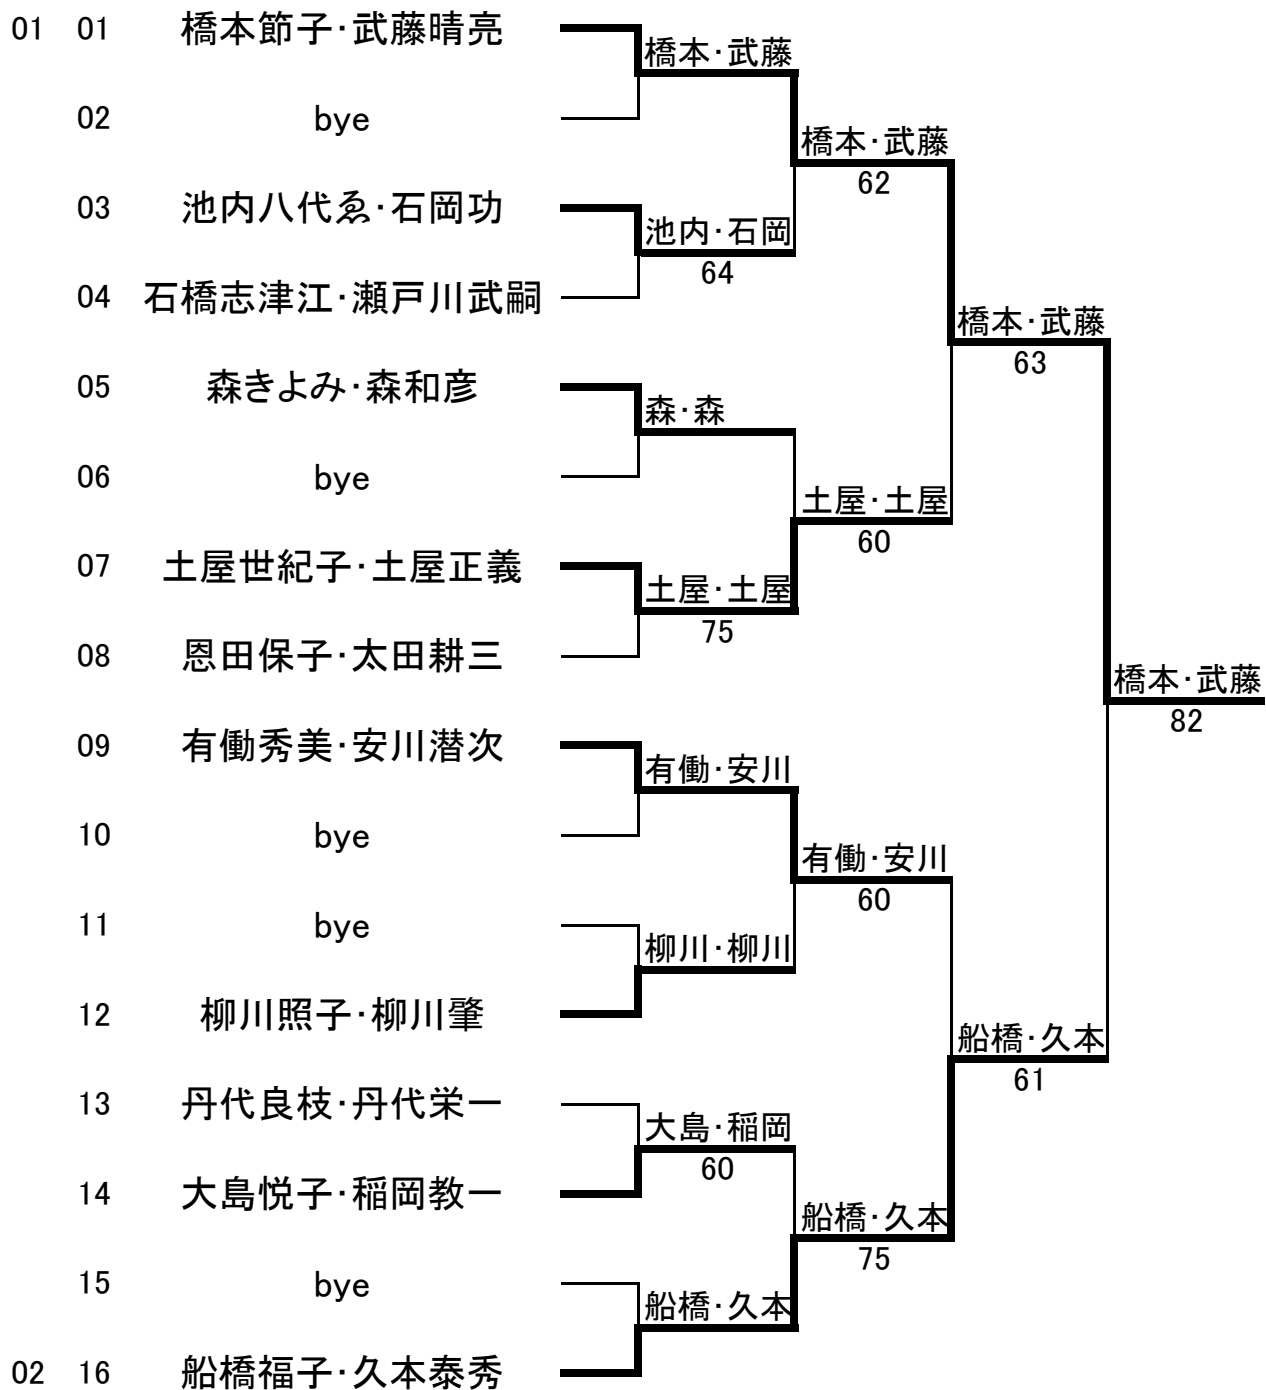 01 01 橋本節子・武藤晴亮
橋本・武藤
02 bye
橋本・武藤
62
03 池内八代ゑ・石岡功
池内・石岡
64
04 石橋志津江・瀬戸川武嗣
橋本・武藤
63
05 森きよみ・森和彦
森・森
06 bye
土屋・土屋
60
07 土屋世紀子・土屋正義
土屋・土屋
75
08 恩田保子・太田耕三
橋本・武藤
82
09 有働秀美・安川潜次
有働・安川
10 bye
有働・安川
60
11 bye
柳川・柳川
12 柳川照子・柳川肇
船橋・久本
61
13 丹代良枝・丹代栄一
大島・稲岡
60
14 大島悦子・稲岡教一
船橋・久本
75
15 bye
船橋・久本
02 16 船橋福子・久本泰秀